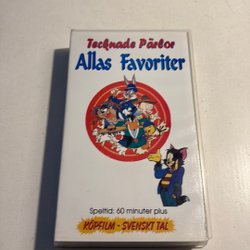 Tecknade Pärlor
Allas Favoriter
Speltid: 60 minuter plus
KÖPFILM - SVENSKT TAL